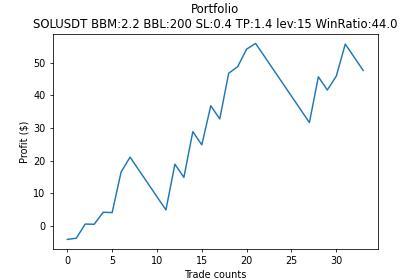 Portfolio
SOLUSDT BBM:2.2 BBL:200 SL:0.4 TP:1.4 lev:15 WinRatio:44.0
50
40
30
20
10
0
Profit ($)
0 5 10 15 20 25 30
Trade counts